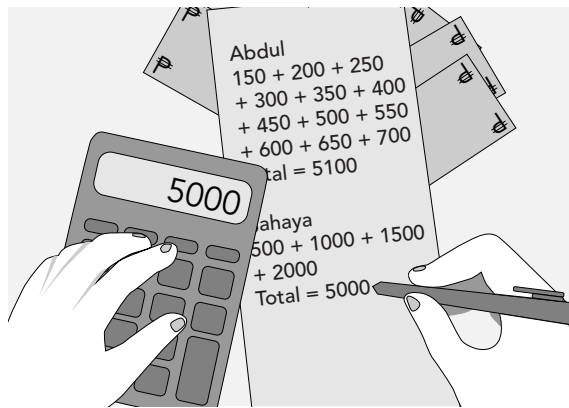 Abdul
150 + 200 + 250
+ 300 + 350 + 400
+ 450 + 500 + 550
+ 600 + 650 + 700
tal = 5100
5000
ahaya
500 + 1000 + 1500
+ 2000
Total = 5000